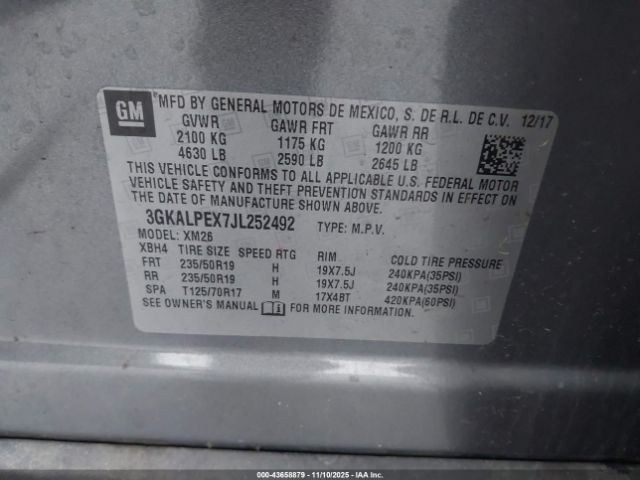 GM
MFD BY GENERAL MOTORS DE MEXICO, S. DE R.L. DE C.V. 12/17
GVWR GAWR FRT GAWR RR
2100 KG 1175 KG 1200 KG
4630 LB 2590 LB 2645 LB
THIS VEHICLE CONFORMS TO ALL APPLICABLE U.S. FEDERAL MOTOR
VEHICLE SAFETY AND THEFT PREVENTION STANDARDS IN EFFECT ON
THE DATE OF MANUFACTURE SHOWN ABOVE.
3GKALPEX7JL252492 TYPE: M.P.V.
MODEL: XM26
XBH4 TIRE SIZE SPEED RTG RIM COLD TIRE PRESSURE
FRT 235/50R19 H 19X7.5J 240KPA(35PSI)
RR 235/50R19 H 19X7.5J 240KPA(35PSI)
SPA T125/70R17 M 17X4BT 420KPA(60PSI)
SEE OWNER'S MANUAL FOR MORE INFORMATION.
© 43658879 - 11/10/2025 - IAAI.COM